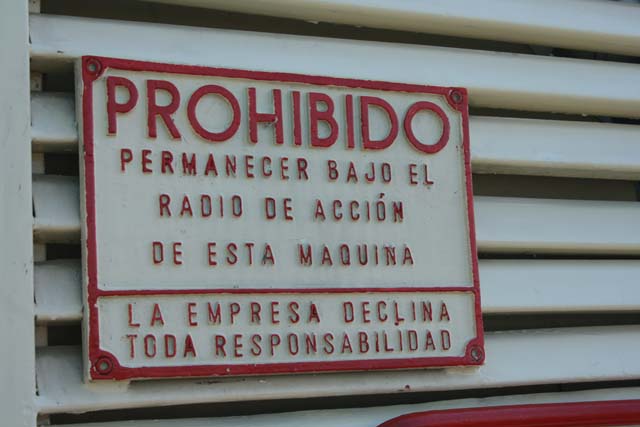 PROHIBIDO
PERMANECER BAJO EL
RADIO DE ACCIÓN
DE ESTA MAQUINA
LA EMPRESA DECLINA
TODA RESPONSABILIDAD